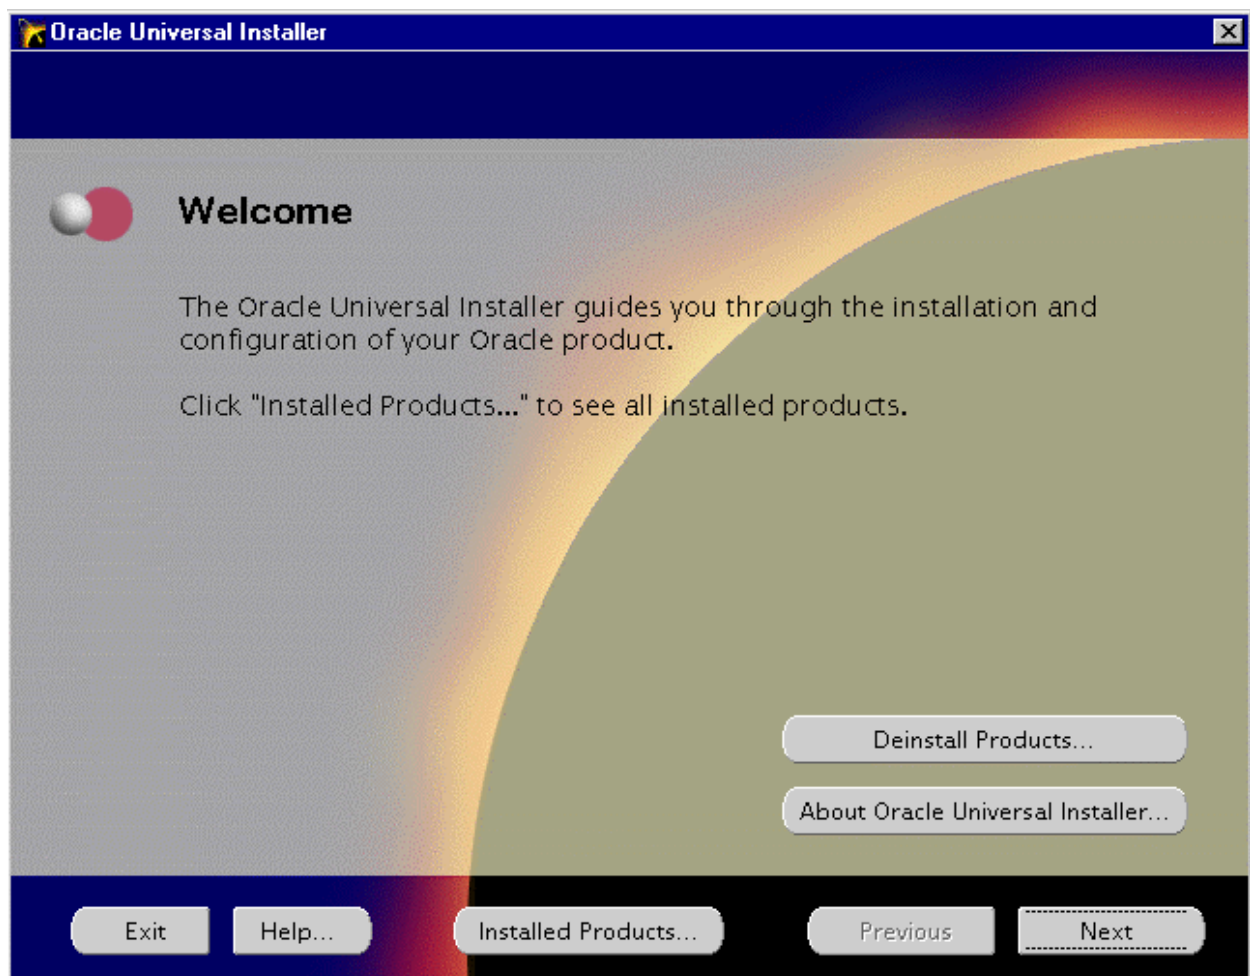 Oracle Universal Installer
Welcome
The Oracle Universal Installer guides you through the installation and
configuration of your Oracle product.
Click "Installed Products..." to see all installed products.
Deinstall Products...
About Oracle Universal Installer...
Exit
Help...
Installed Products...
Previous
Next